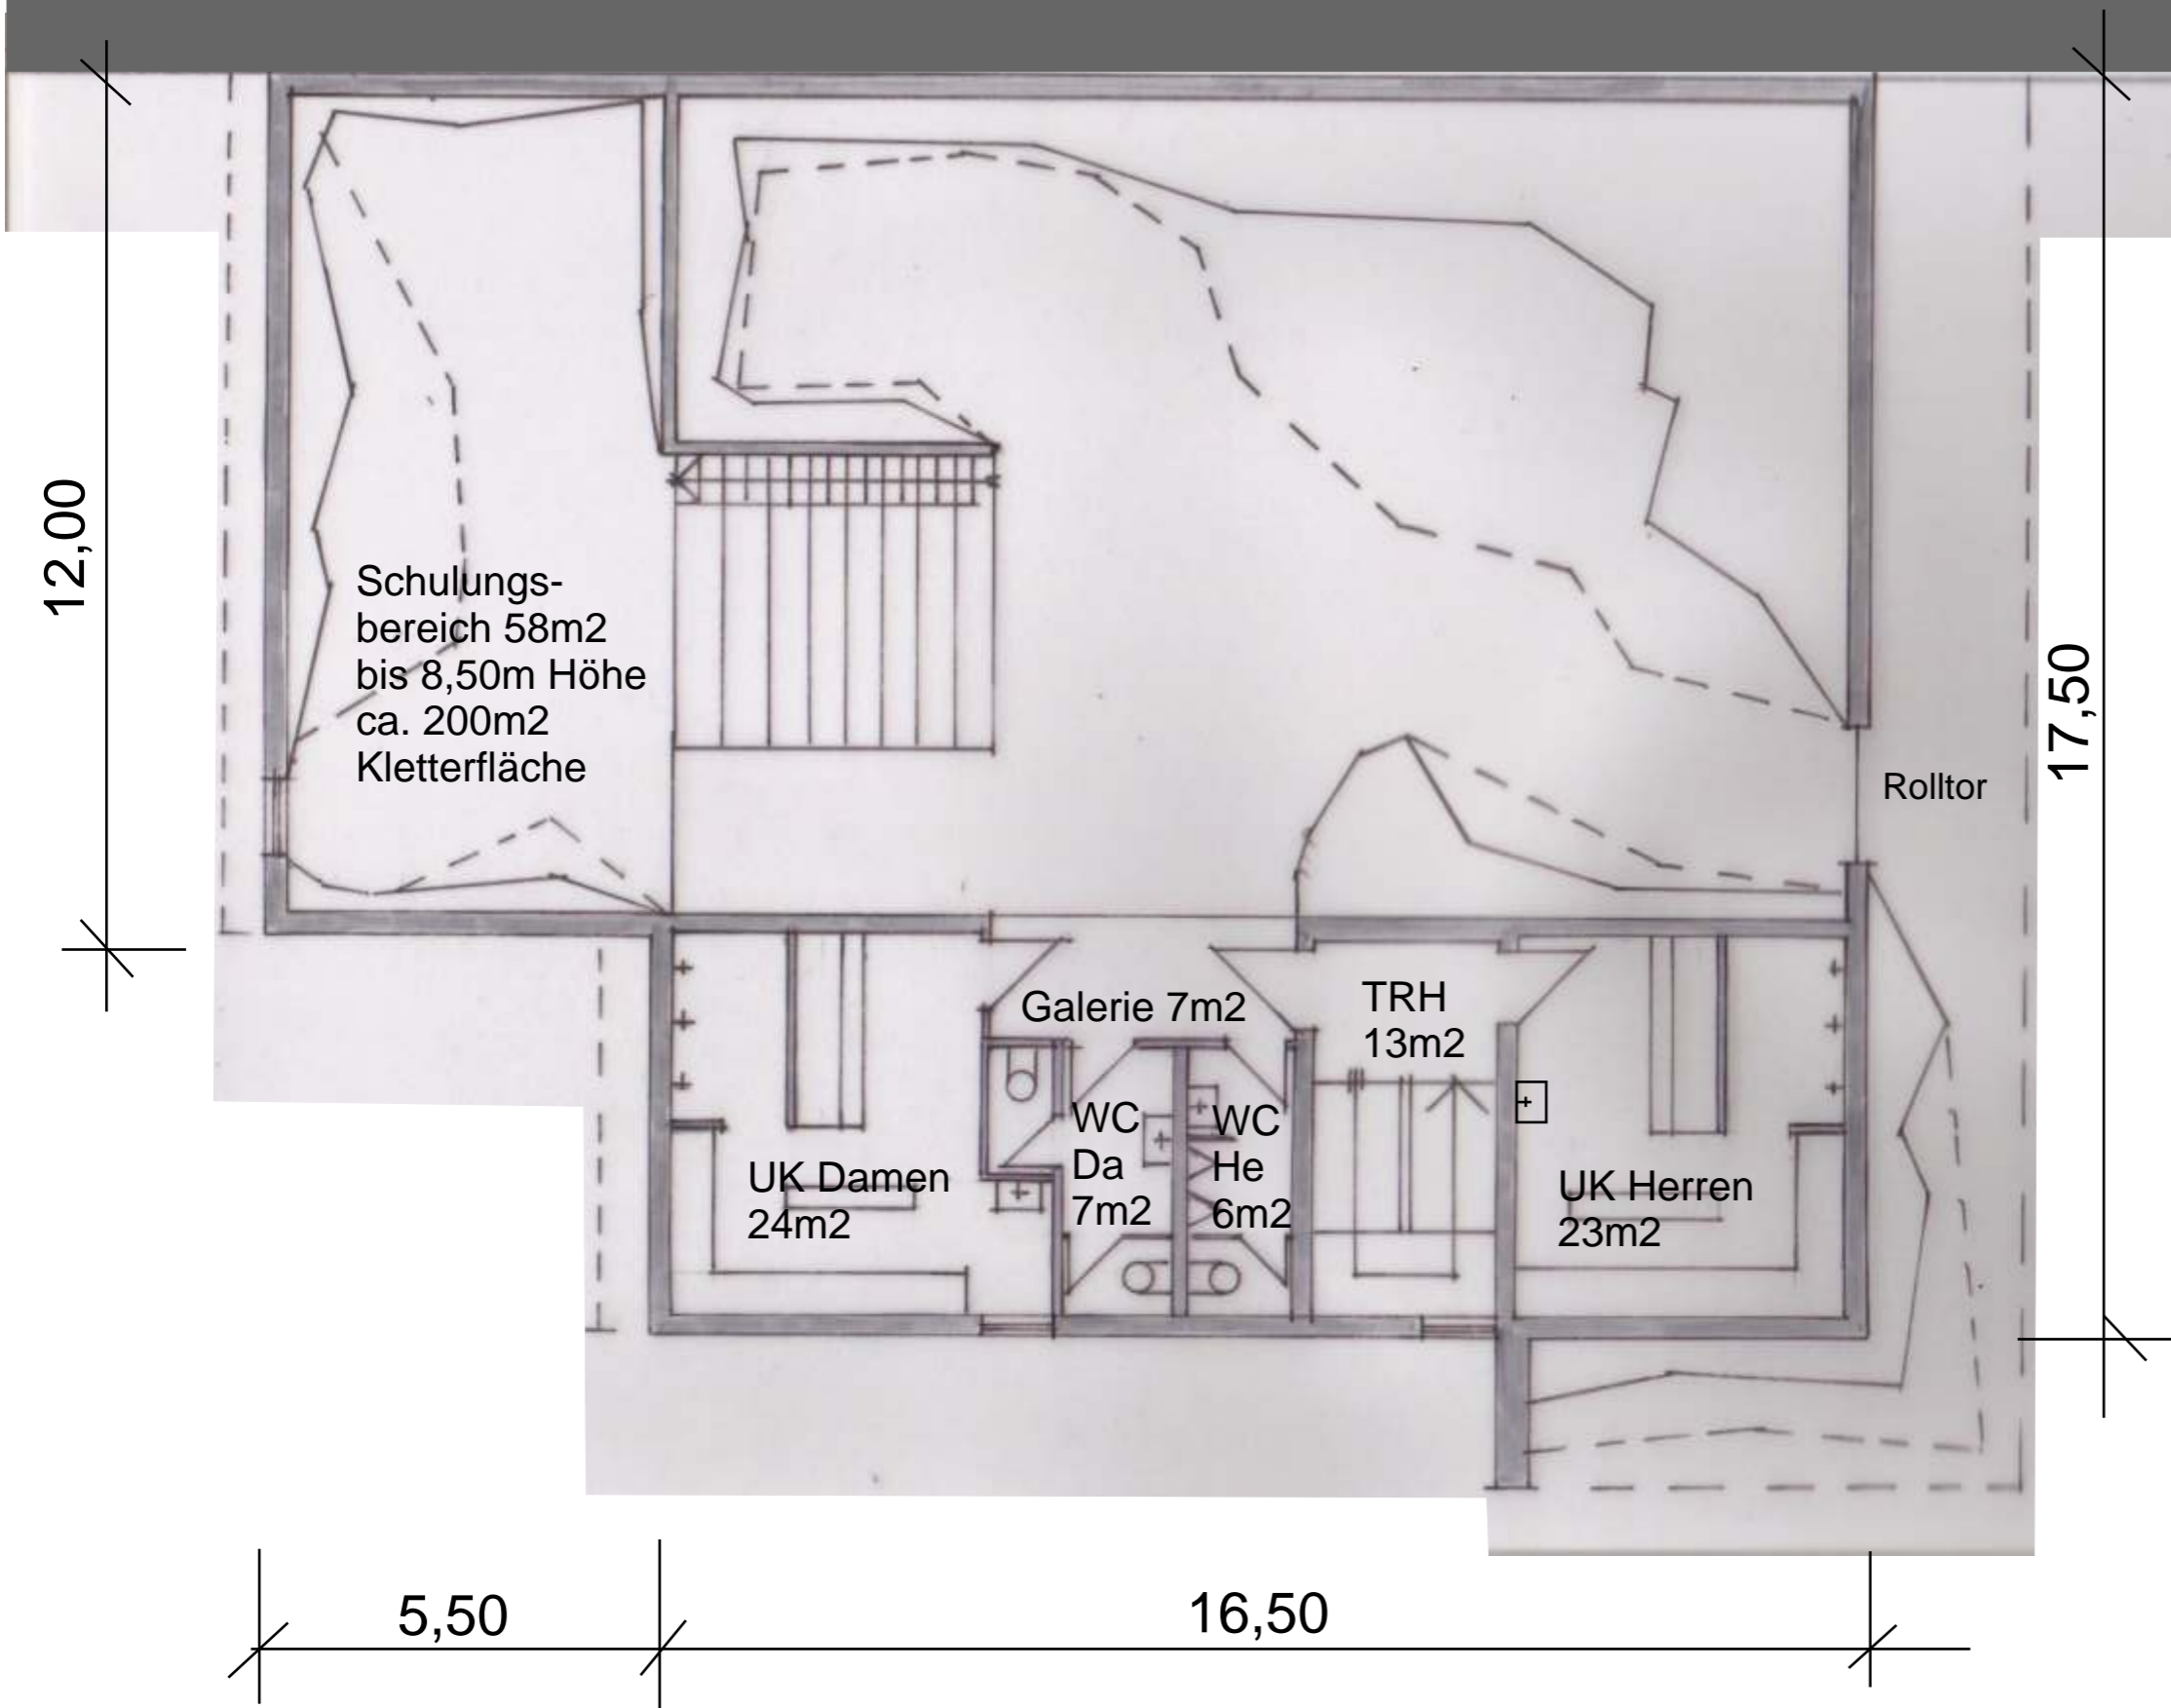 12,00
Schulungs-
bereich 58m2
bis 8,50m Höhe
ca. 200m2
Kletterfläche
17,50
Rolltor
Galerie 7m2
TRH
13m2
WC
Da
7m2
WC
He
6m2
UK Damen
24m2
UK Herren
23m2
5,50
16,50